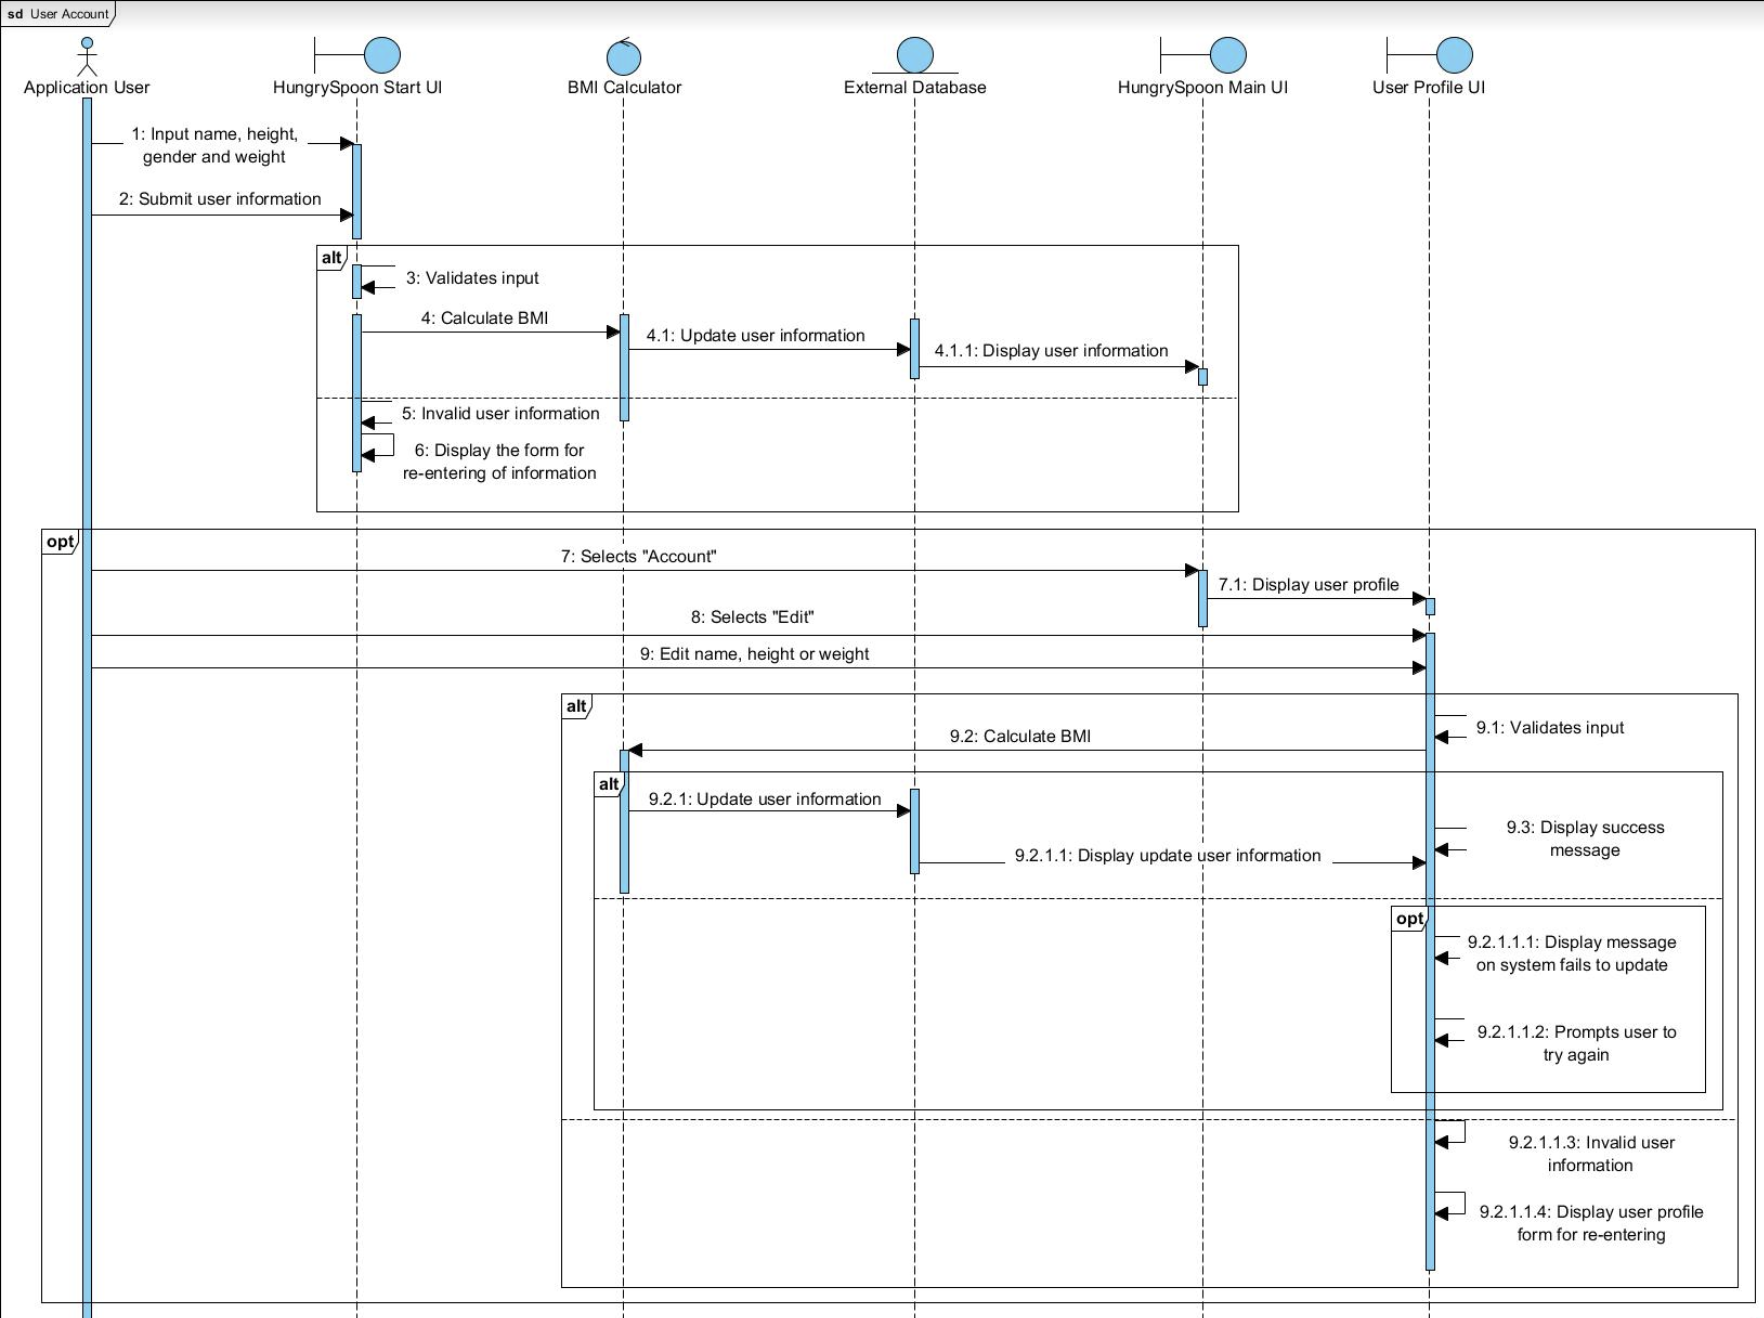 sd User Account
Application User
HungrySpoon Start UI
BMI Calculator
External Database
HungrySpoon Main UI
User Profile UI
1: Input name, height,
gender and weight
2: Submit user information
alt
3: Validates input
4: Calculate BMI
4.1: Update user information
4.1.1: Display user information
5: Invalid user information
6: Display the form for
re-entering of information
opt
7: Selects "Account"
7.1: Display user profile
8: Selects "Edit"
9: Edit name, height or weight
alt
9.1: Validates input
9.2: Calculate BMI
alt
9.2.1: Update user information
9.3: Display success
message
9.2.1.1: Display update user information
opt
9.2.1.1.1: Display message
on system fails to update
9.2.1.1.2: Prompts user to
try again
9.2.1.1.3: Invalid user
information
9.2.1.1.4: Display user profile
form for re-entering